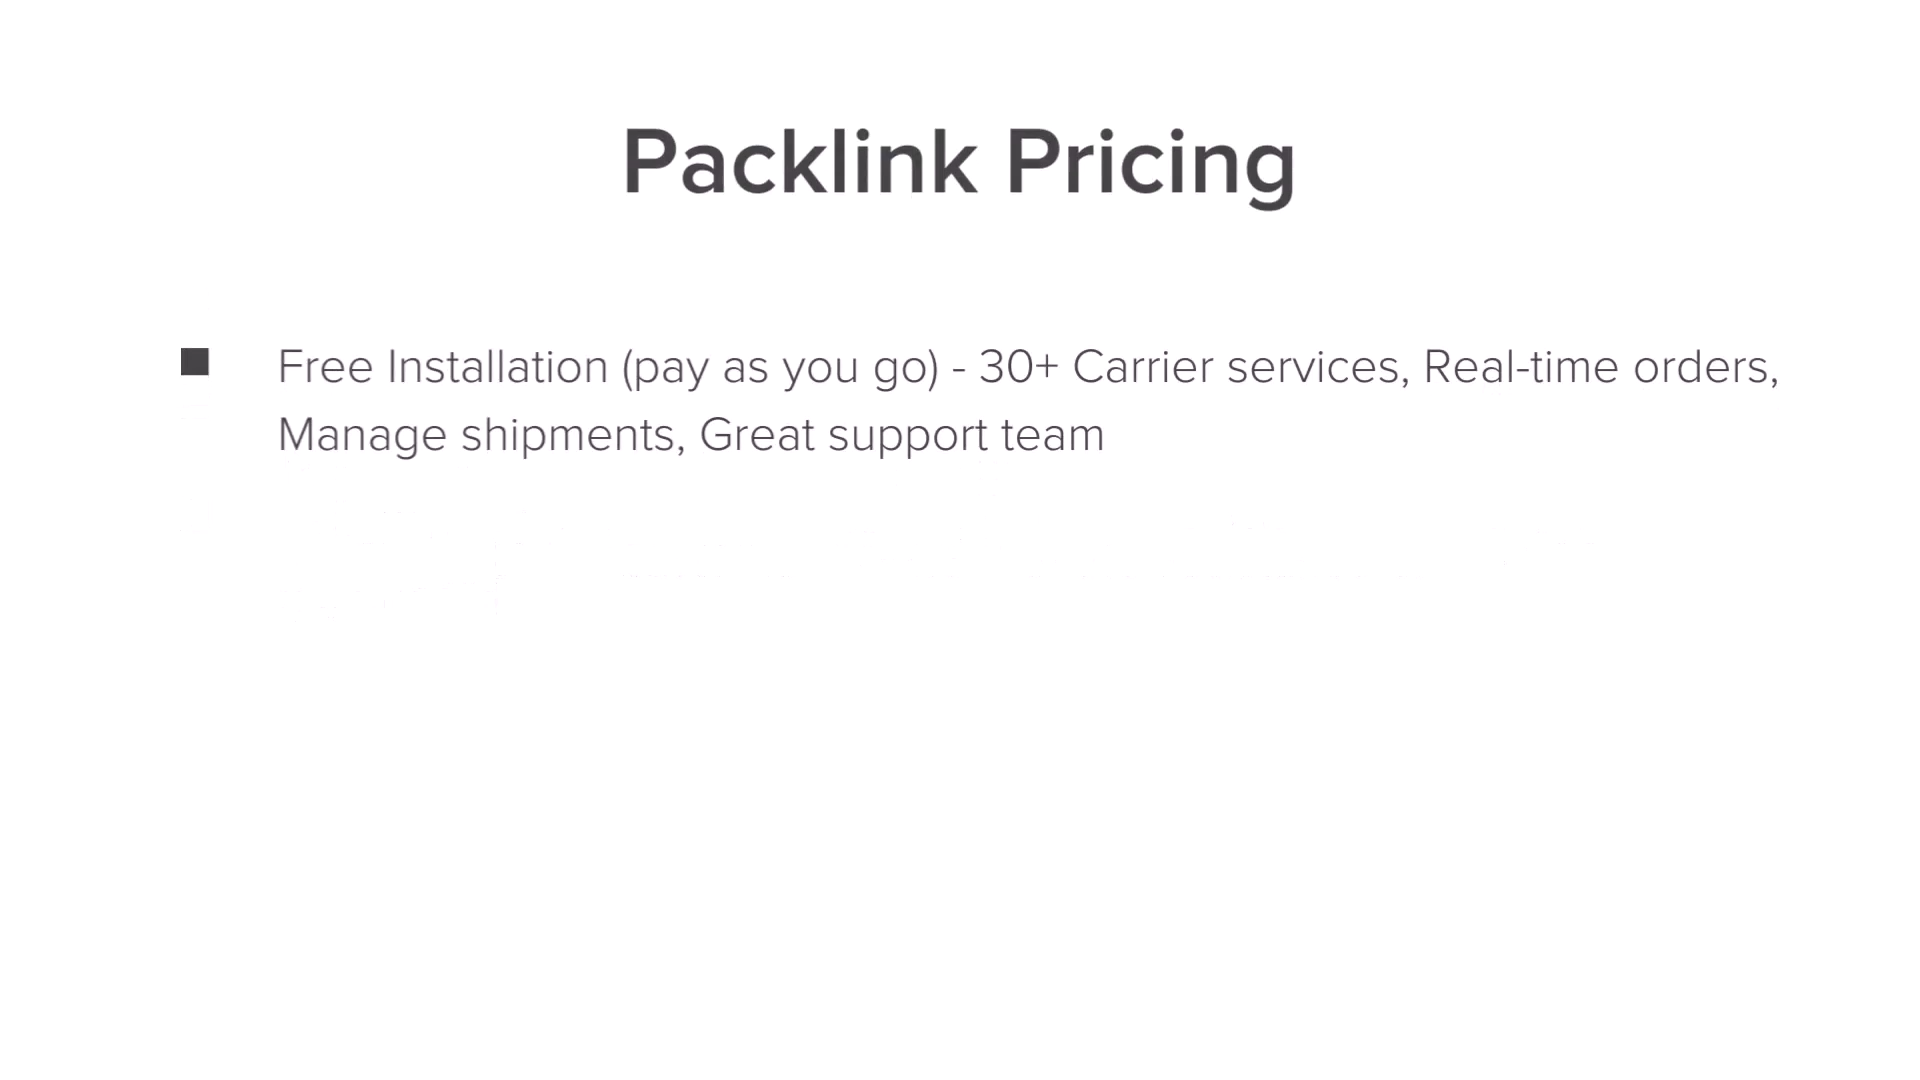 Packlink Pricing
Free Installation (pay as you go) - 30+ Carrier services, Real-time orders,
Manage shipments, Great support team